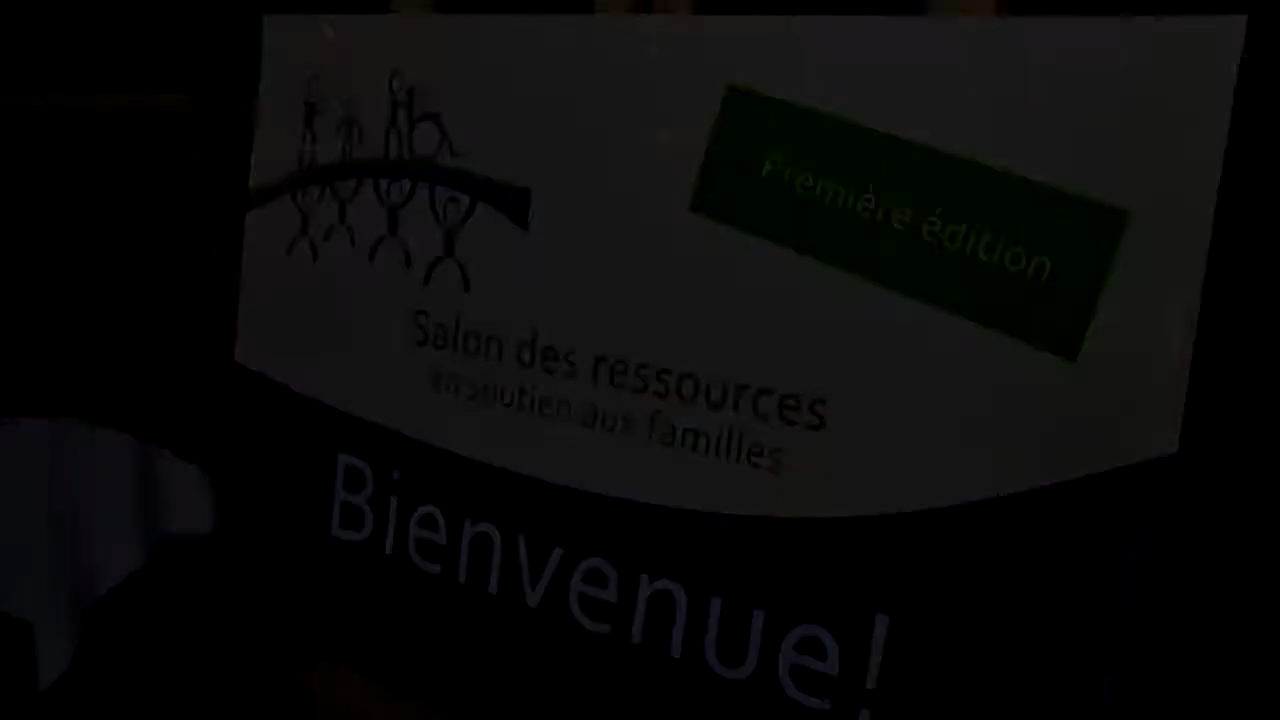 Première édition
Salon des ressources
en soutien aux familles
Bienvenue!